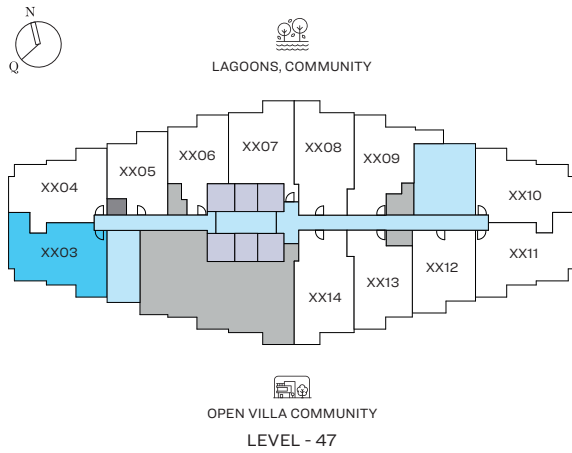 N
Q
LAGOONS, COMMUNITY
XX07
XX08
XX06
XX09
XX05
XX04
XX10
XX03
XX11
XX12
XX13
XX14
OPEN VILLA COMMUNITY
LEVEL - 47